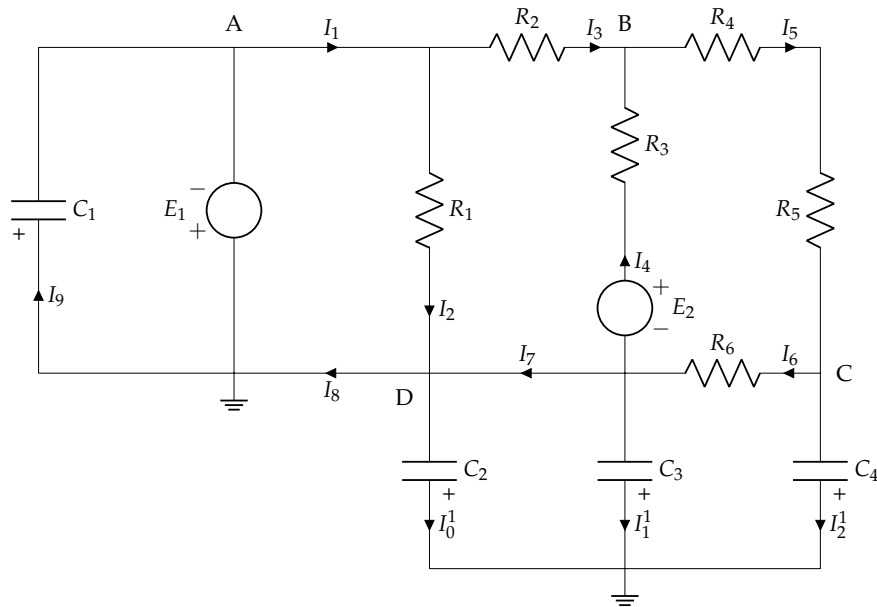 A I₁ R₂ I₃ B R₄ I₅
R₃
− C₁ E₁ R₁ R₅
+ +
I₄
+
I₉ I₂ E₂
−
R₆ I₆
I₇ C
I₈ D
C₂ C₃ C₄
+ + +
I₀¹ I₁¹ I₂¹